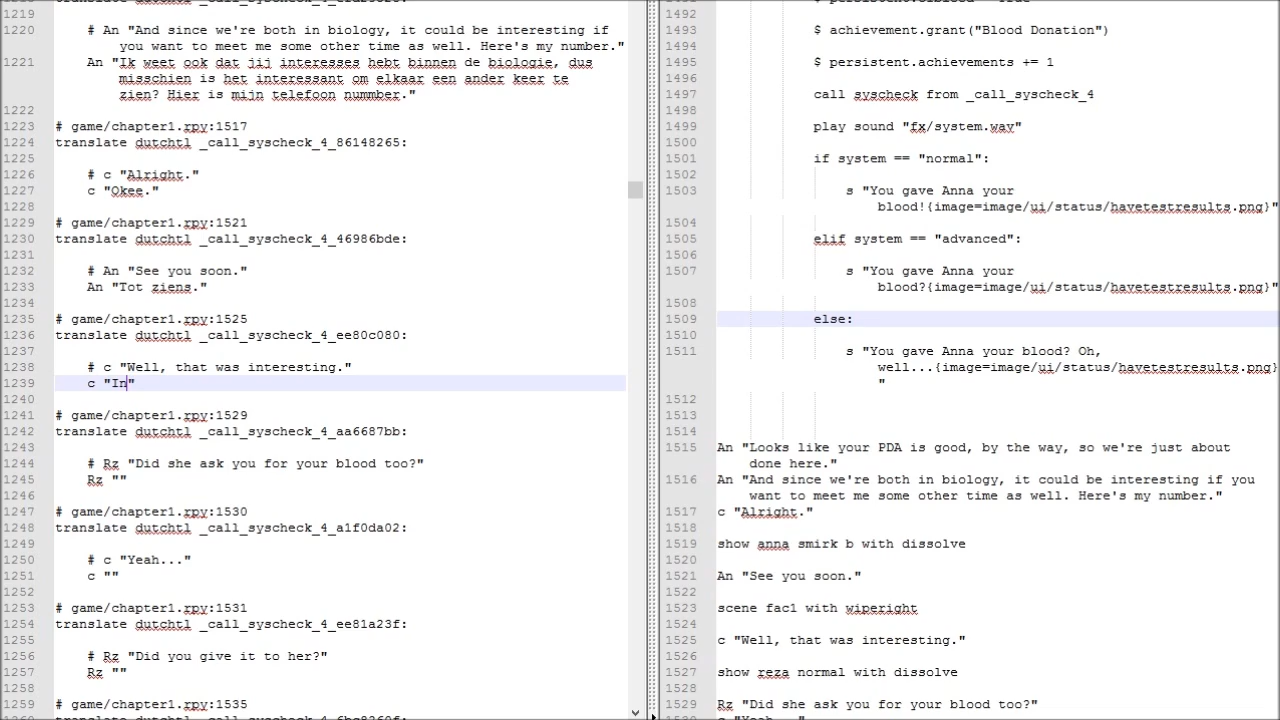 1219
1220 # An "And since we're both in biology, it could be interesting if
you want to meet me some other time as well. Here's my number."
1221 An "Ik weet ook dat jij interesses hebt binnen de biologie, dus
misschien is het interessant om elkaar een ander keer te
zien? Hier is mijn telefoon nummber."
1222
1223 # game/chapter1.rpy:1517
1224 translate dutchtl _call_syscheck_4_86148265:
1225
1226 # c "Alright."
1227 c "Okee."
1228
1229 # game/chapter1.rpy:1521
1230 translate dutchtl _call_syscheck_4_46986bde:
1231
1232 # An "See you soon."
1233 An "Tot ziens."
1234
1235 # game/chapter1.rpy:1525
1236 translate dutchtl _call_syscheck_4_ee80c080:
1237
1238 # c "Well, that was interesting."
1239 c "In"
1240
1241 # game/chapter1.rpy:1529
1242 translate dutchtl _call_syscheck_4_aa6687bb:
1243
1244 # Rz "Did she ask you for your blood too?"
1245 Rz ""
1246
1247 # game/chapter1.rpy:1530
1248 translate dutchtl _call_syscheck_4_a1f0da02:
1249
1250 # c "Yeah..."
1251 c ""
1252
1253 # game/chapter1.rpy:1531
1254 translate dutchtl _call_syscheck_4_ee81a23f:
1255
1256 # Rz "Did you give it to her?"
1257 Rz ""
1258
1259 # game/chapter1.rpy:1535
1492
1493 $ achievement.grant("Blood Donation")
1494
1495 $ persistent.achievements += 1
1496
1497 call syscheck from _call_syscheck_4
1498
1499 play sound "fx/system.wav"
1500
1501 if system == "normal":
1502
1503 s "You gave Anna your
blood!{image=image/ui/status/havetestresults.png}"
1504
1505 elif system == "advanced":
1506
1507 s "You gave Anna your
blood?{image=image/ui/status/havetestresults.png}"
1508
1509 else:
1510
1511 s "You gave Anna your blood? Oh,
well...{image=image/ui/status/havetestresults.png}
"
1512
1513
1514
1515 An "Looks like your PDA is good, by the way, so we're just about
done here."
1516 An "And since we're both in biology, it could be interesting if you
want to meet me some other time as well. Here's my number."
1517 c "Alright."
1518
1519 show anna smirk b with dissolve
1520
1521 An "See you soon."
1522
1523 scene fac1 with wiperight
1524
1525 c "Well, that was interesting."
1526
1527 show reza normal with dissolve
1528
1529 Rz "Did she ask you for your blood too?"